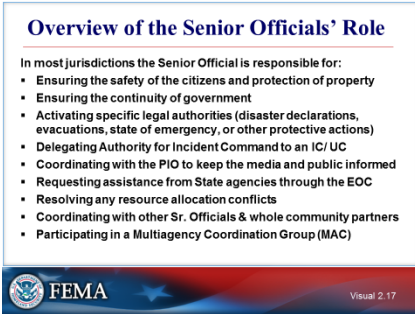 Overview of the Senior Officials' Role
In most jurisdictions the Senior Official is responsible for:
▪ Ensuring the safety of the citizens and protection of property
▪ Ensuring the continuity of government
▪ Activating specific legal authorities (disaster declarations,
evacuations, state of emergency, or other protective actions)
▪ Delegating Authority for Incident Command to an IC/ UC
▪ Coordinating with the PIO to keep the media and public informed
▪ Requesting assistance from State agencies through the EOC
▪ Resolving any resource allocation conflicts
▪ Coordinating with other Sr. Officials & whole community partners
▪ Participating in a Multiagency Coordination Group (MAC)
FEMA
Visual 2.17